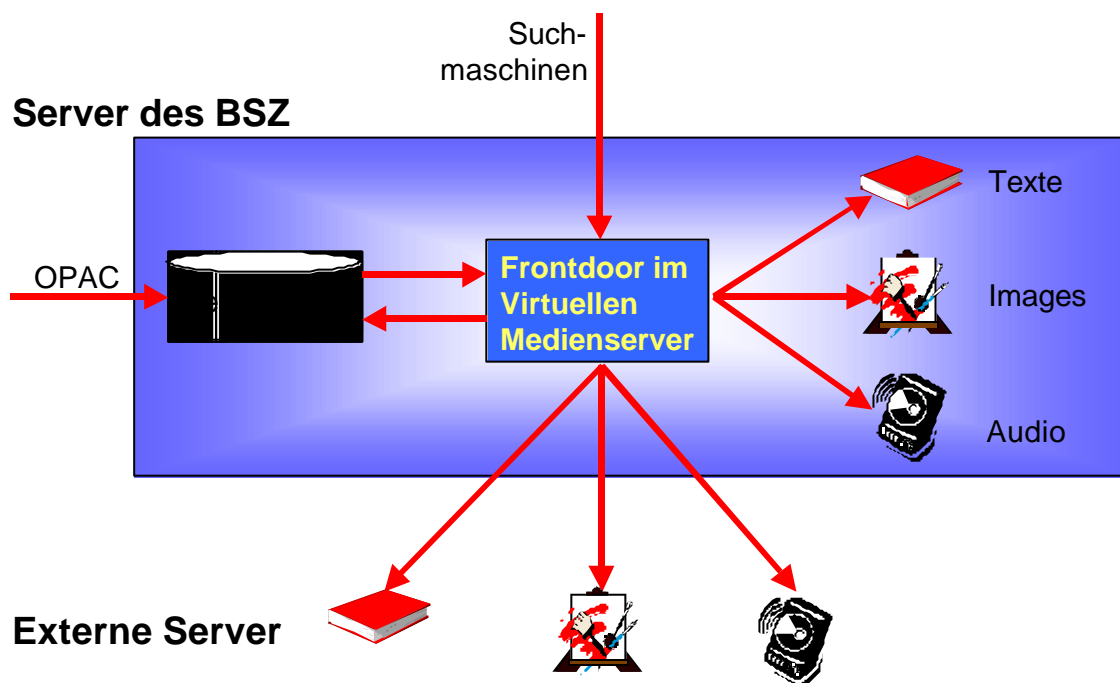 Such-
maschinen
Server des BSZ
OPAC
Frontdoor im
Virtuellen
Medienserver
Texte
Images
Audio
Externe Server